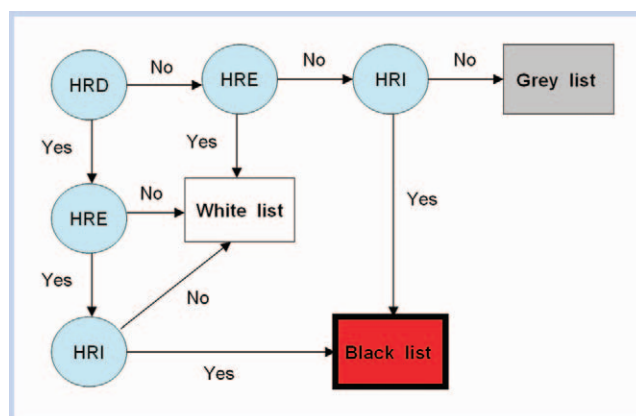 HRD
No
HRE
No
HRI
No
Grey list
Yes
Yes
Yes
HRE
No
White list
Yes
No
HRI
Yes
Black list